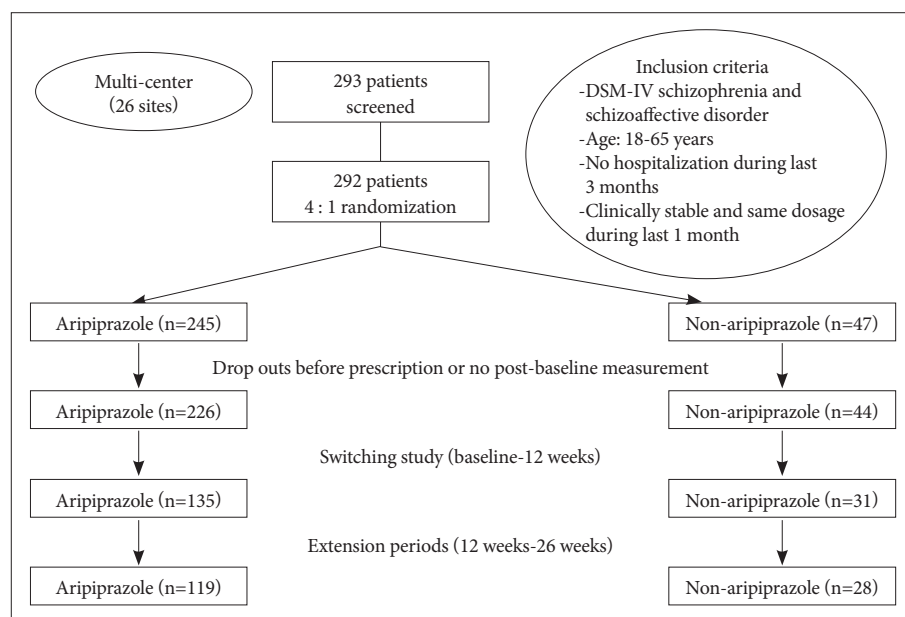 Multi-center
(26 sites)
293 patients
screened
Inclusion criteria
-DSM-IV schizophrenia and
schizoaffective disorder
-Age: 18-65 years
-No hospitalization during last
3 months
-Clinically stable and same dosage
during last 1 month
292 patients
4 : 1 randomization
Aripiprazole (n=245)
Non-aripiprazole (n=47)
Drop outs before prescription or no post-baseline measurement
Aripiprazole (n=226)
Non-aripiprazole (n=44)
Switching study (baseline-12 weeks)
Aripiprazole (n=135)
Non-aripiprazole (n=31)
Extension periods (12 weeks-26 weeks)
Aripiprazole (n=119)
Non-aripiprazole (n=28)